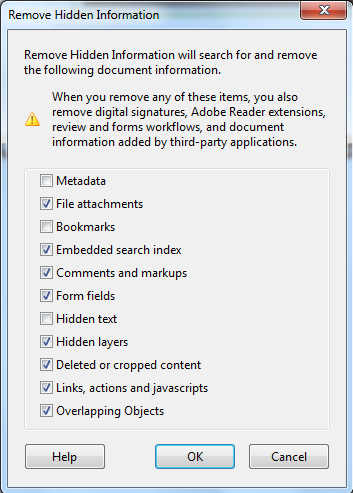 Remove Hidden Information
Remove Hidden Information will search for and remove
the following document information.
When you remove any of these items, you also
remove digital signatures, Adobe Reader extensions,
review and forms workflows, and document
information added by third-party applications.
Metadata
File attachments
Bookmarks
Embedded search index
Comments and markups
Form fields
Hidden text
Hidden layers
Deleted or cropped content
Links, actions and javascripts
Overlapping Objects
Help
OK
Cancel